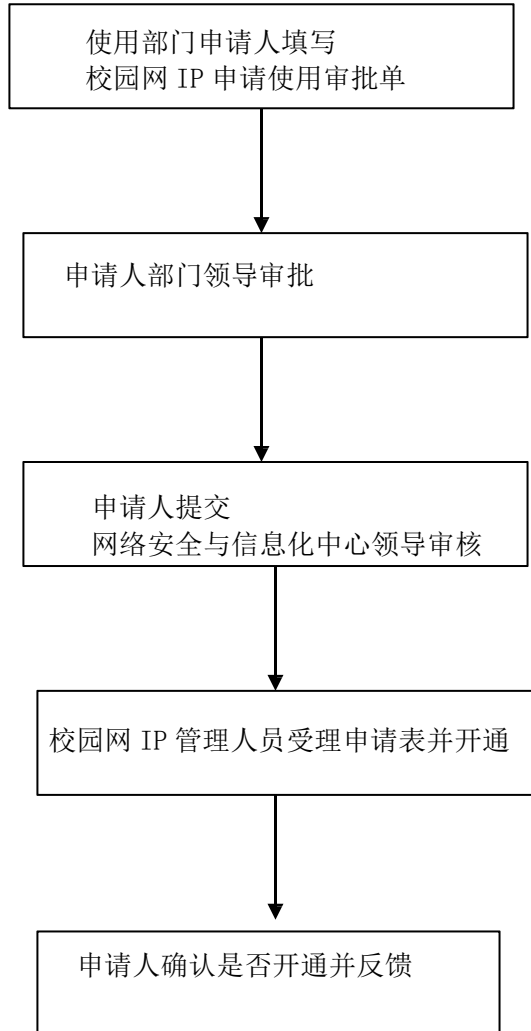 使用部门申请人填写
校园网 IP 申请使用审批单
申请人部门领导审批
申请人提交
网络安全与信息化中心领导审核
校园网 IP 管理人员受理申请表并开通
申请人确认是否开通并反馈